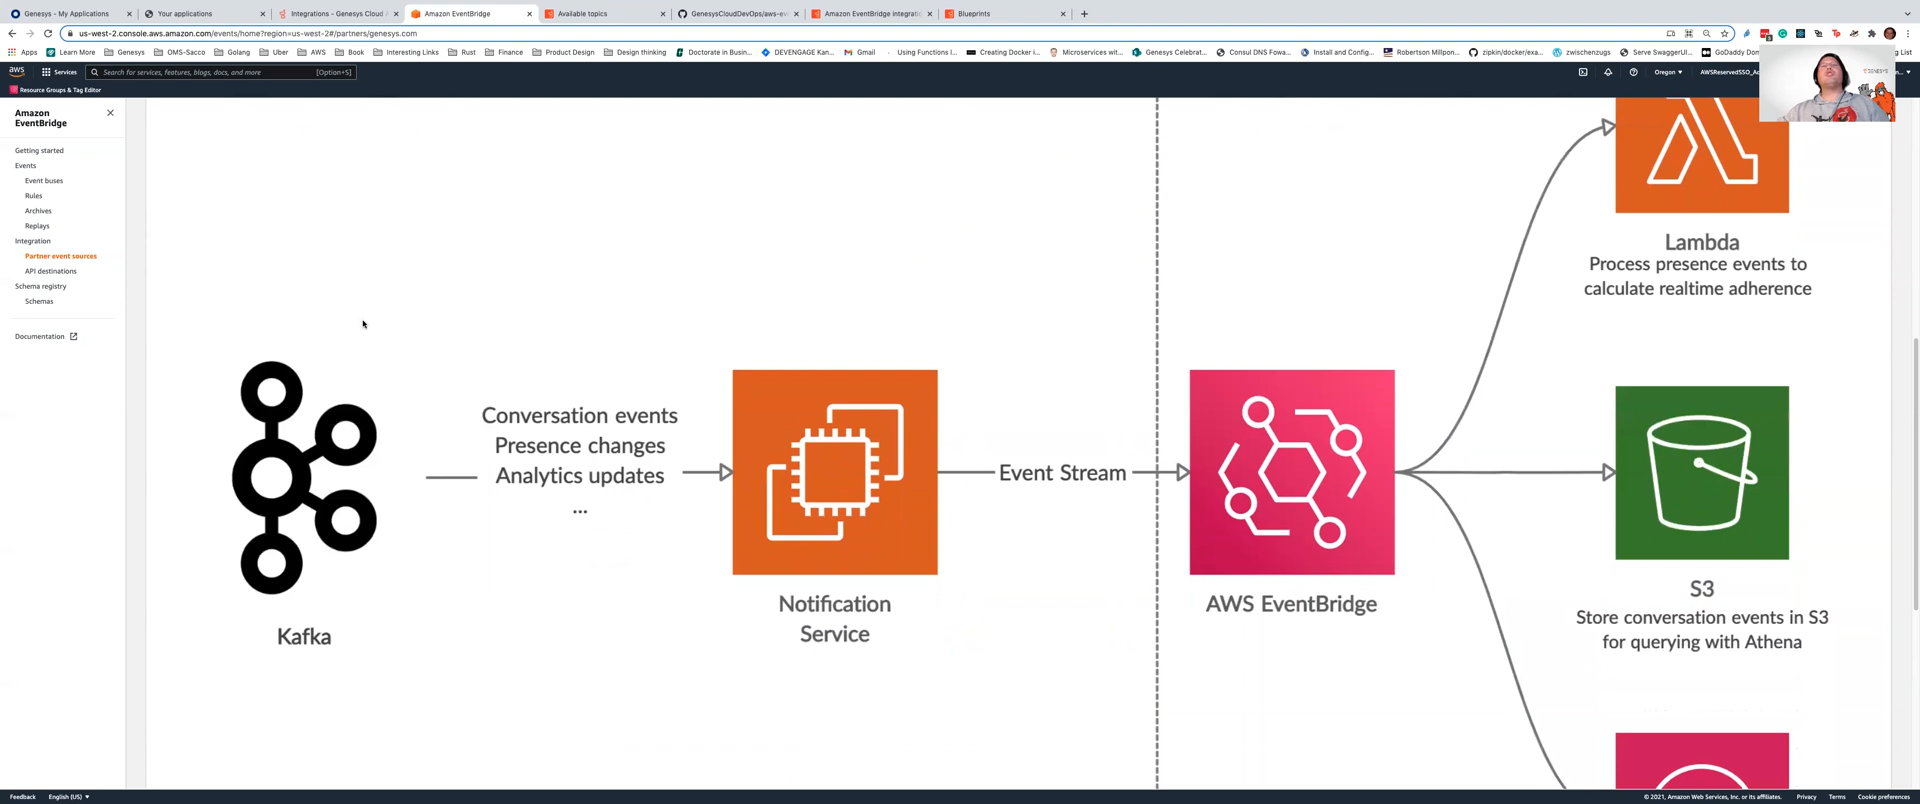 Genesys - My Applications
Your applications
Integrations - Genesys Cloud A
Amazon EventBridge
Available topics
GenesysCloudDevOps/aws-ev
Amazon EventBridge integratio
Blueprints
us-west-2.console.aws.amazon.com/events/home?region=us-west-2#/partners/genesys.com
Apps
Learn More
Genesys
OMS-Sacco
Golang
Uber
AWS
Book
Interesting Links
Rust
Finance
Product Design
Design thinking
Doctorate in Busin...
DEVENGAGE Kan...
Gmail
Using Functions I...
Creating Docker i...
Microservices wit...
Genesys Celebrat...
Consul DNS Fowa...
Install and Config...
Robertson Millpon...
zipkin/docker/exa...
zwischenzugs
Serve SwaggerUI...
GoDaddy Dom
g List
aws
Services
Search for services, features, blogs, docs, and more
[Option+S]
Oregon
AWSReservedSSO_Ad
Resource Groups & Tag Editor
GENESYS
Amazon
EventBridge
Getting started
Events
Event buses
Rules
Archives
Replays
Integration
Partner event sources
API destinations
Schema registry
Schemas
Documentation
Kafka
Conversation events
Presence changes
Analytics updates
...
Notification
Service
Event Stream
AWS EventBridge
Lambda
Process presence events to
calculate realtime adherence
S3
Store conversation events in S3
for querying with Athena
Feedback
English (US)
© 2021, Amazon Web Services, Inc. or its affiliates.
Privacy
Terms
Cookie preferences